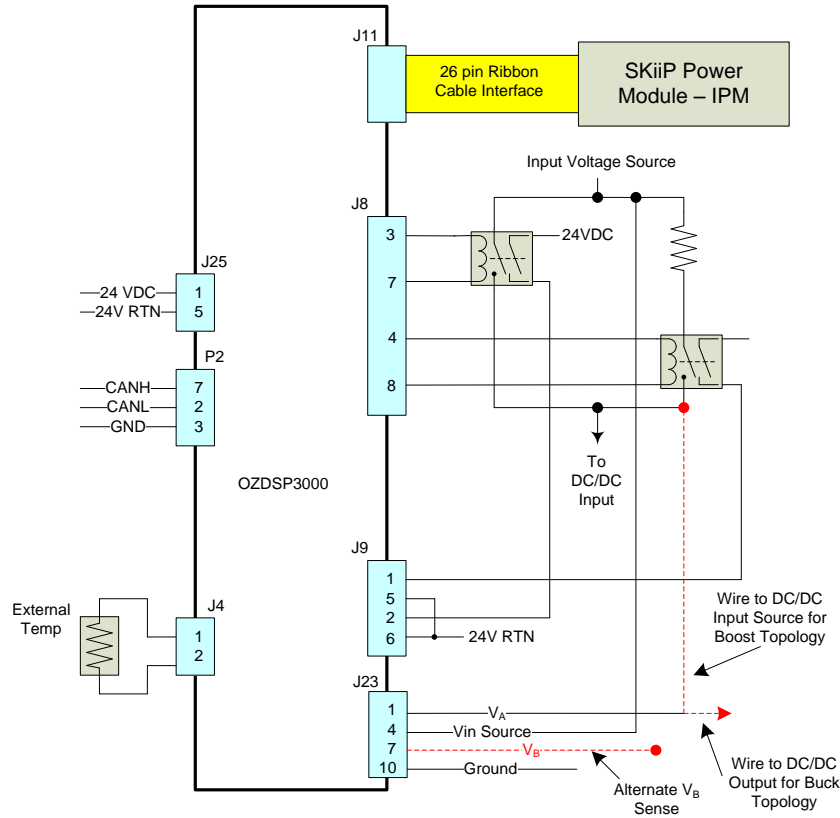 J11
26 pin Ribbon
Cable Interface
SKiiP Power
Module – IPM
Input Voltage Source
J8
3
24VDC
7
4
8
J25
24 VDC
1
24V RTN
5
P2
CANH
7
CANL
2
GND
3
To
DC/DC
Input
OZDSP3000
J9
1
5
2
6
24V RTN
External
Temp
J4
1
2
Wire to DC/DC
Input Source for
Boost Topology
J23
1
VA
4
Vin Source
7
VB
10
Ground
Alternate VB
Sense
Wire to DC/DC
Output for Buck
Topology